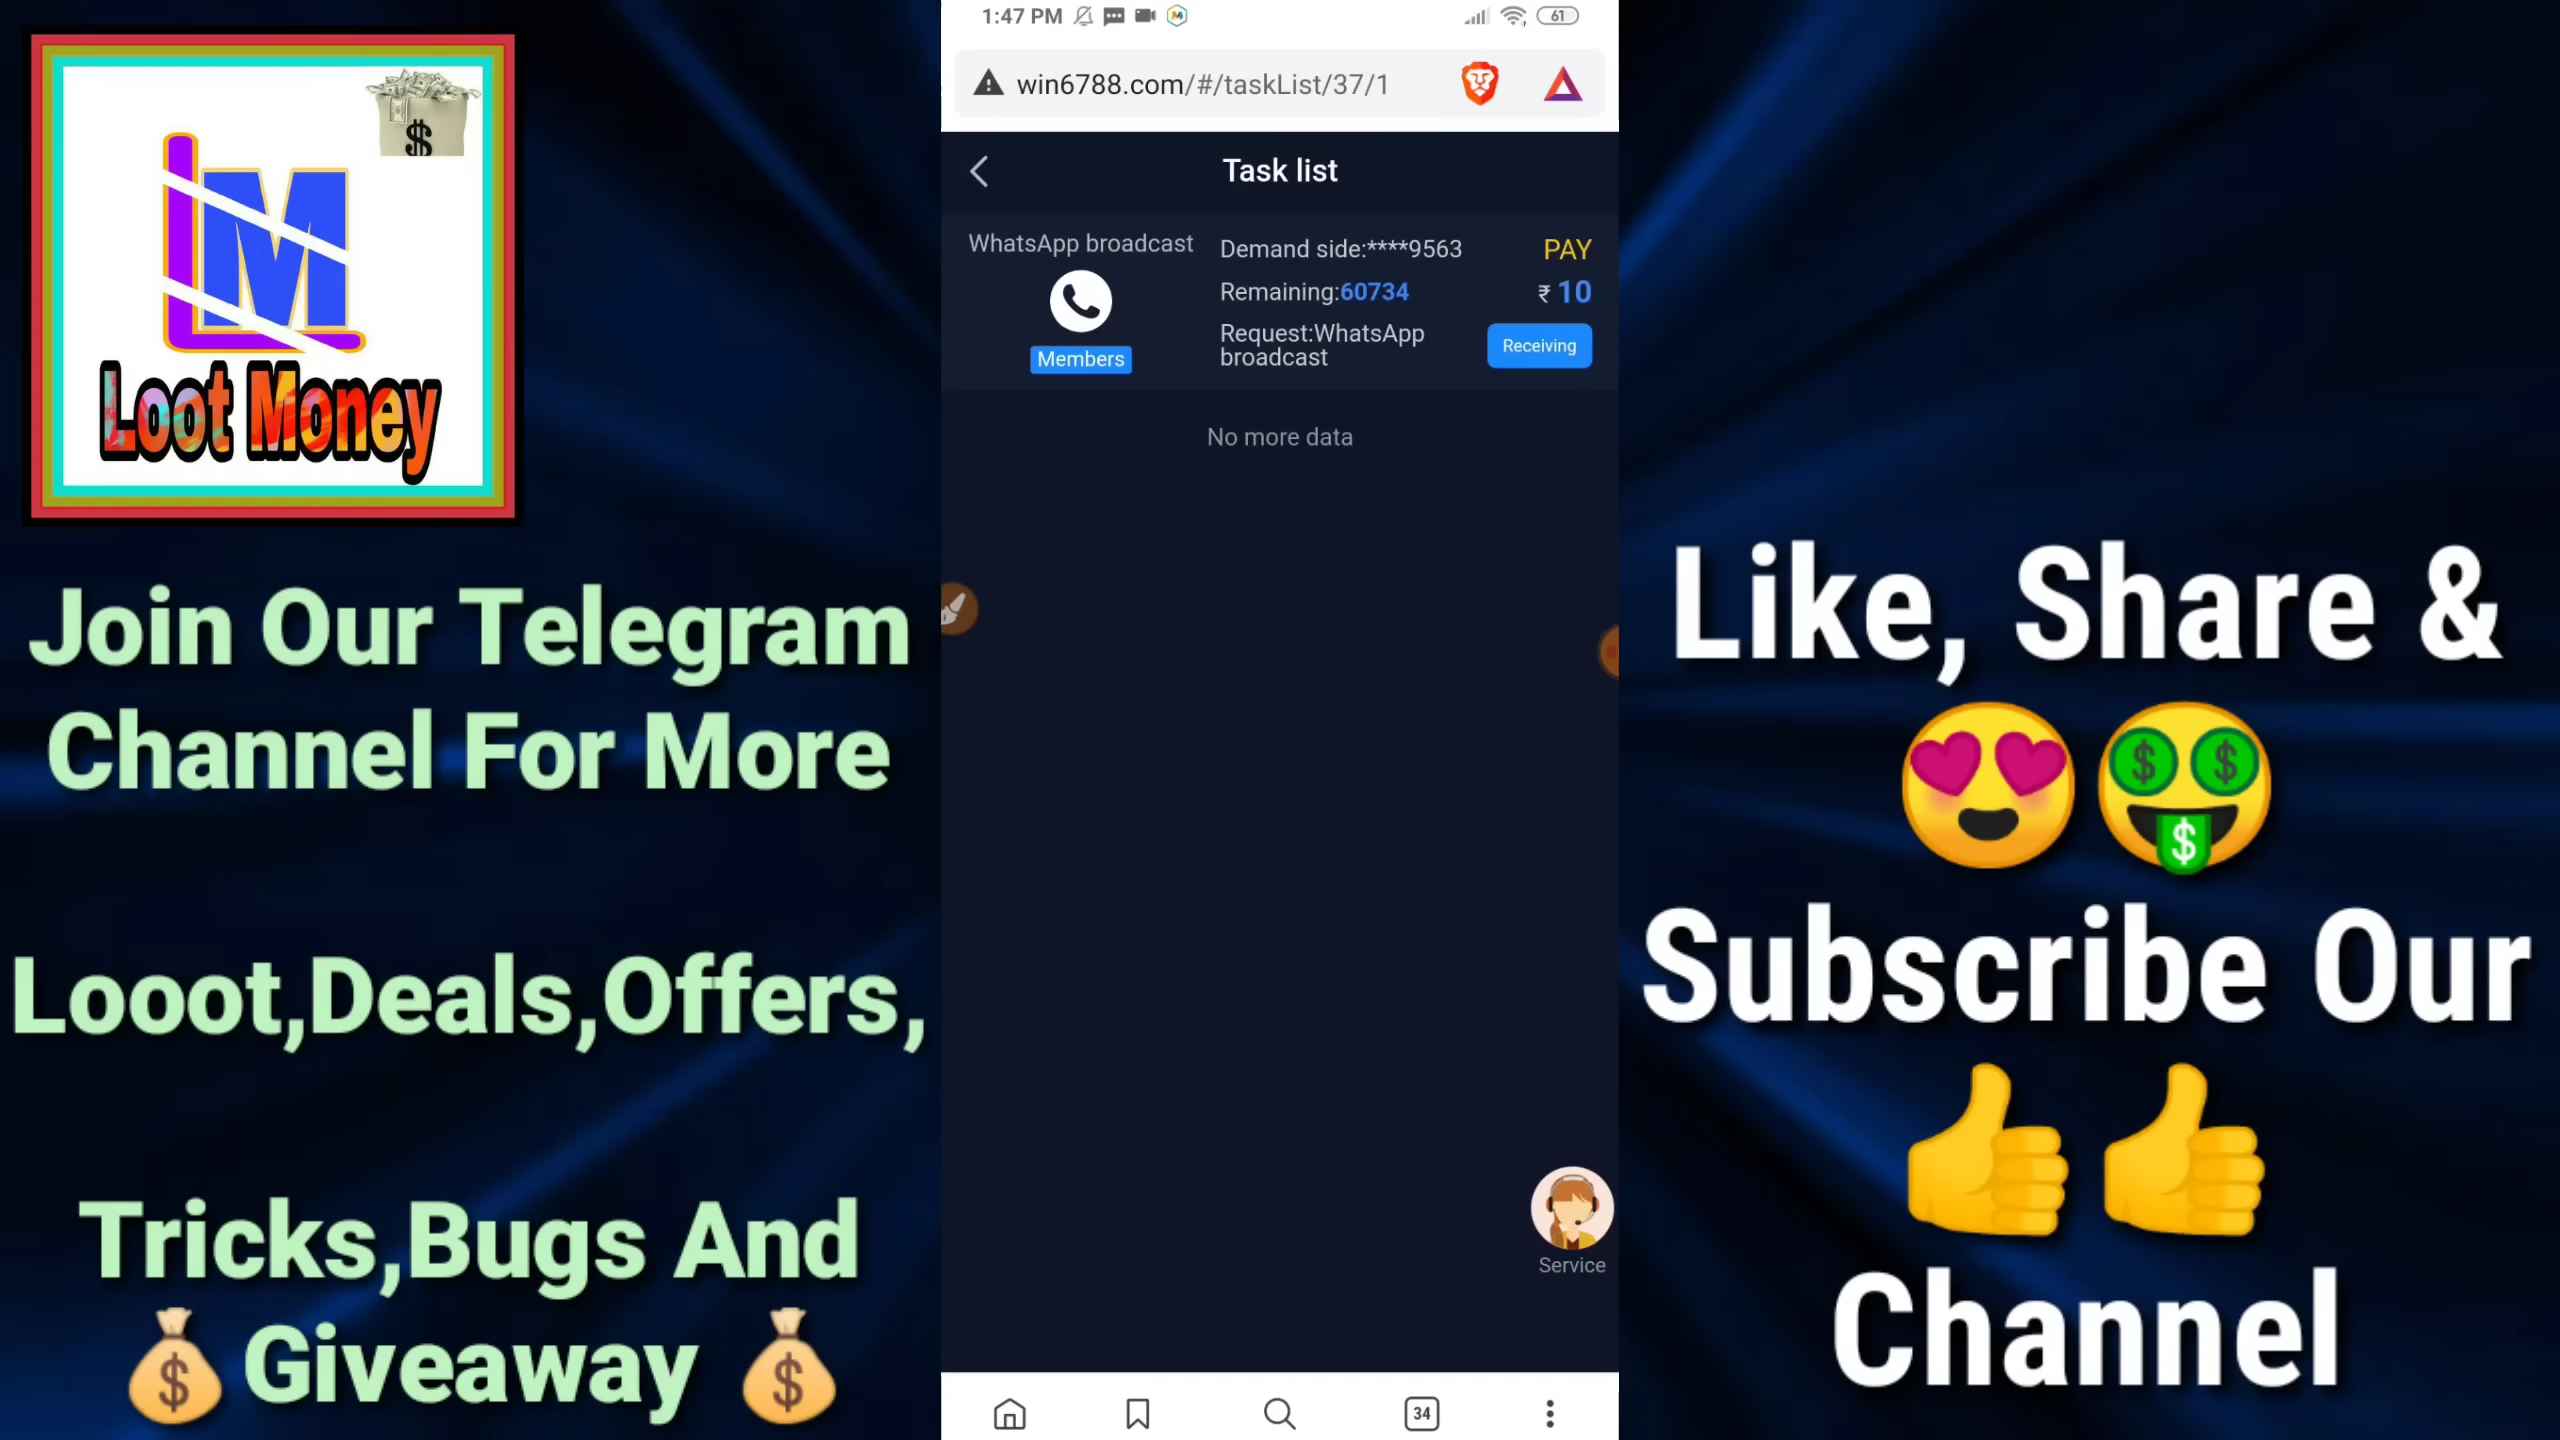 LM
Loot Money
$
Join Our Telegram
Channel For More
Looot,Deals,Offers,
Tricks,Bugs And
Giveaway
1:47 PM
61
win6788.com/#/taskList/37/1
Task list
WhatsApp broadcast
Members
Demand side:****9563
Remaining:60734
Request:WhatsApp
broadcast
PAY
₹ 10
Receiving
No more data
Service
34
Like, Share &
Subscribe Our
Channel